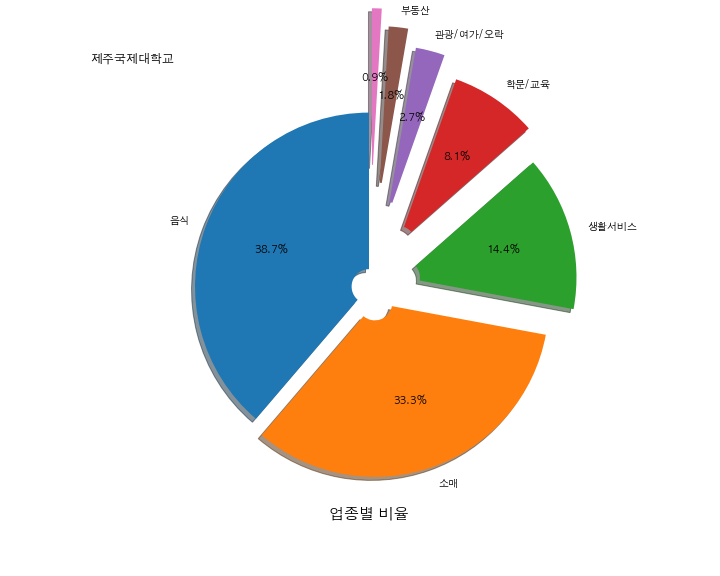 부동산
관광/여가/오락
제주국제대학교
0.9%
학문/교육
1.8%
2.7%
8.1%
음식
생활서비스
38.7%
14.4%
33.3%
소매
업종별 비율